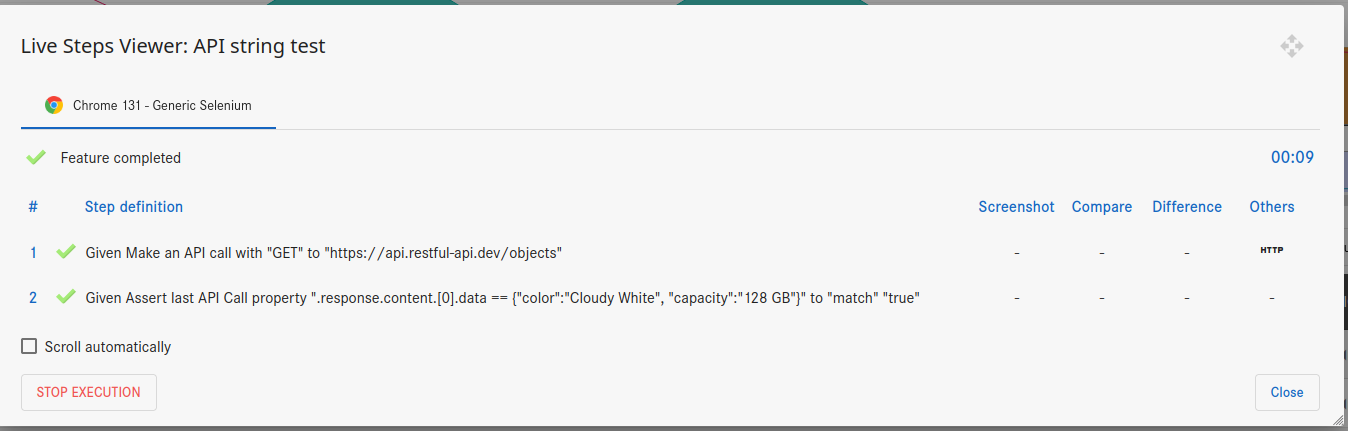 Live Steps Viewer: API string test
Chrome 131 - Generic Selenium
Feature completed 00:09
# Step definition Screenshot Compare Difference Others
1 Given Make an API call with "GET" to "https://api.restful-api.dev/objects" - - - HTTP
2 Given Assert last API Call property ".response.content.[0].data == {"color":"Cloudy White", "capacity":"128 GB"}" to "match" "true" - - - -
Scroll automatically
STOP EXECUTION Close